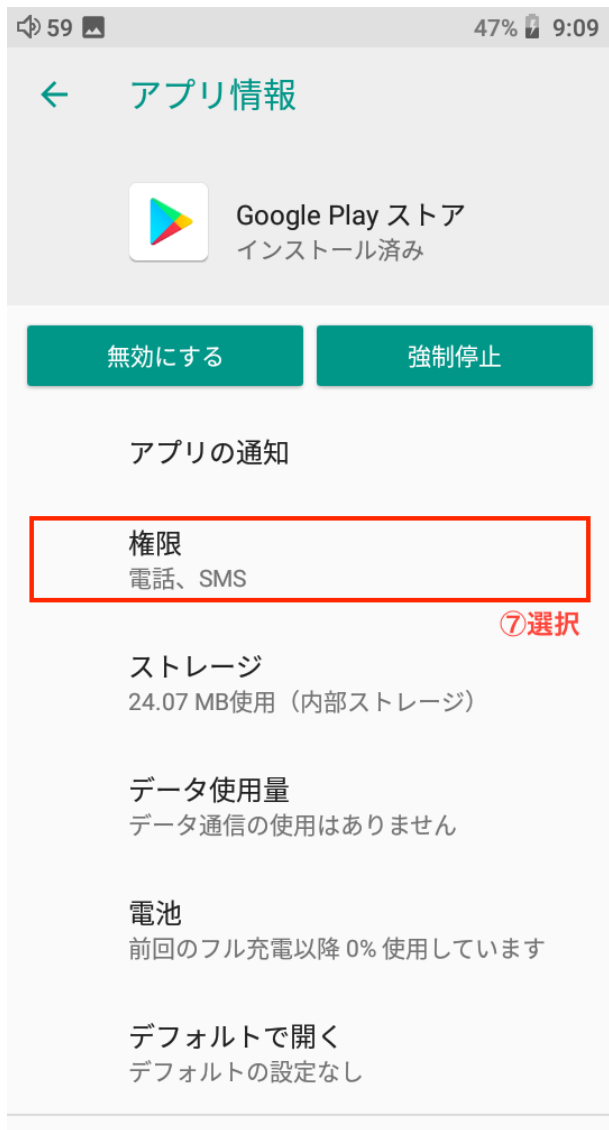 59 47% 9:09
アプリ情報
Google Play ストア
インストール済み
無効にする 強制停止
アプリの通知
権限
電話、SMS
⑦選択
ストレージ
24.07 MB使用（内部ストレージ）
データ使用量
データ通信の使用はありません
電池
前回のフル充電以降 0% 使用しています
デフォルトで開く
デフォルトの設定なし